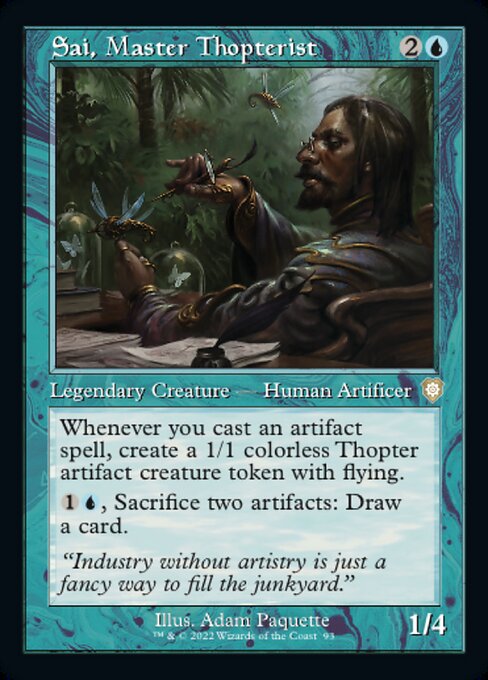 Sai, Master Thopterist 2
Legendary Creature — Human Artificer
Whenever you cast an artifact
spell, create a 1/1 colorless Thopter
artifact creature token with flying.
1 , Sacrifice two artifacts: Draw
a card.
“Industry without artistry is just a
fancy way to fill the junkyard.”
Illus. Adam Paquette
™ & © 2022 Wizards of the Coast 93
1/4